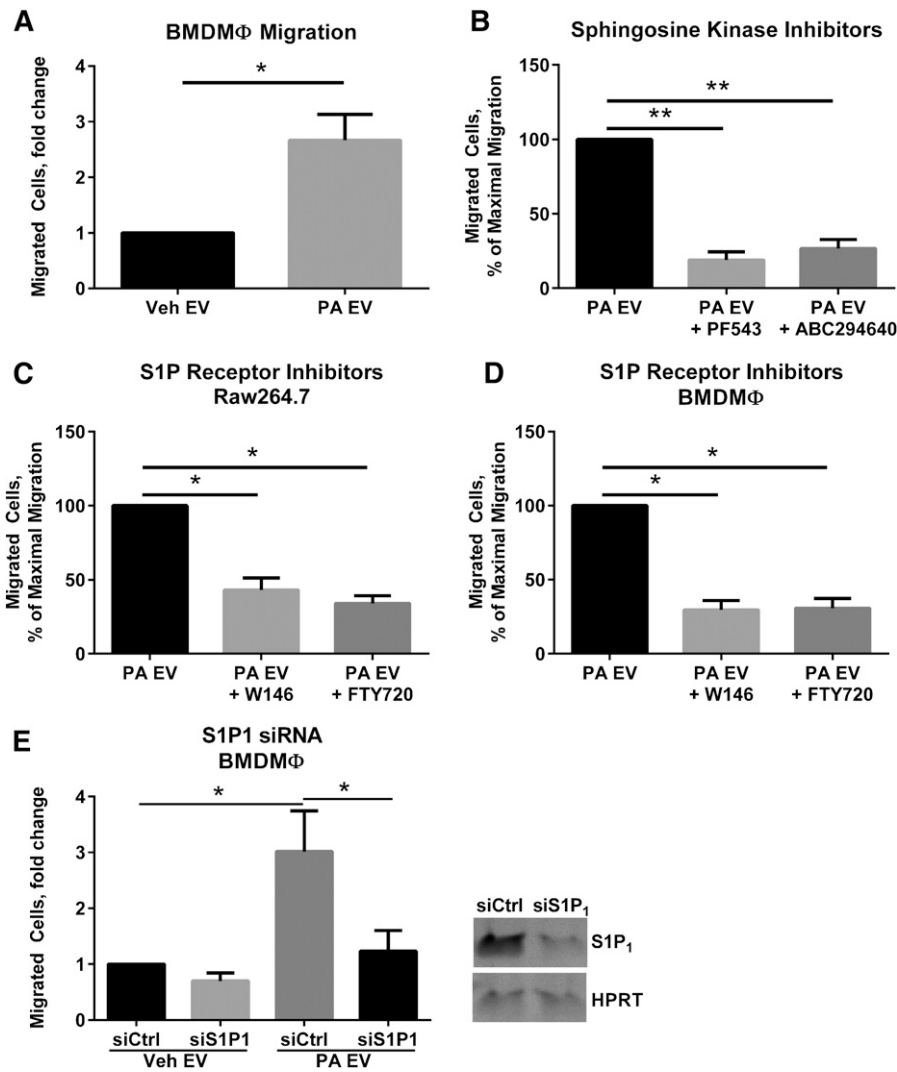 A
BMDMΦ Migration
Migrated Cells, fold change
4
3
2
1
0
*
Veh EV
PA EV
B
Sphingosine Kinase Inhibitors
Migrated Cells,
% of Maximal Migration
150
100
50
0
**
**
PA EV
PA EV
+ PF543
PA EV
+ ABC294640
C
S1P Receptor Inhibitors
Raw264.7
Migrated Cells,
% of Maximal Migration
150
100
50
0
*
*
PA EV
PA EV
+ W146
PA EV
+ FTY720
D
S1P Receptor Inhibitors
BMDMΦ
Migrated Cells,
% of Maximal Migration
150
100
50
0
*
*
PA EV
PA EV
+ W146
PA EV
+ FTY720
E
S1P1 siRNA
BMDMΦ
Migrated Cells, fold change
4
3
2
1
0
*
*
siCtrl
siS1P1
siCtrl
siS1P1
Veh EV
PA EV
siCtrl siS1P₁
S1P₁
HPRT